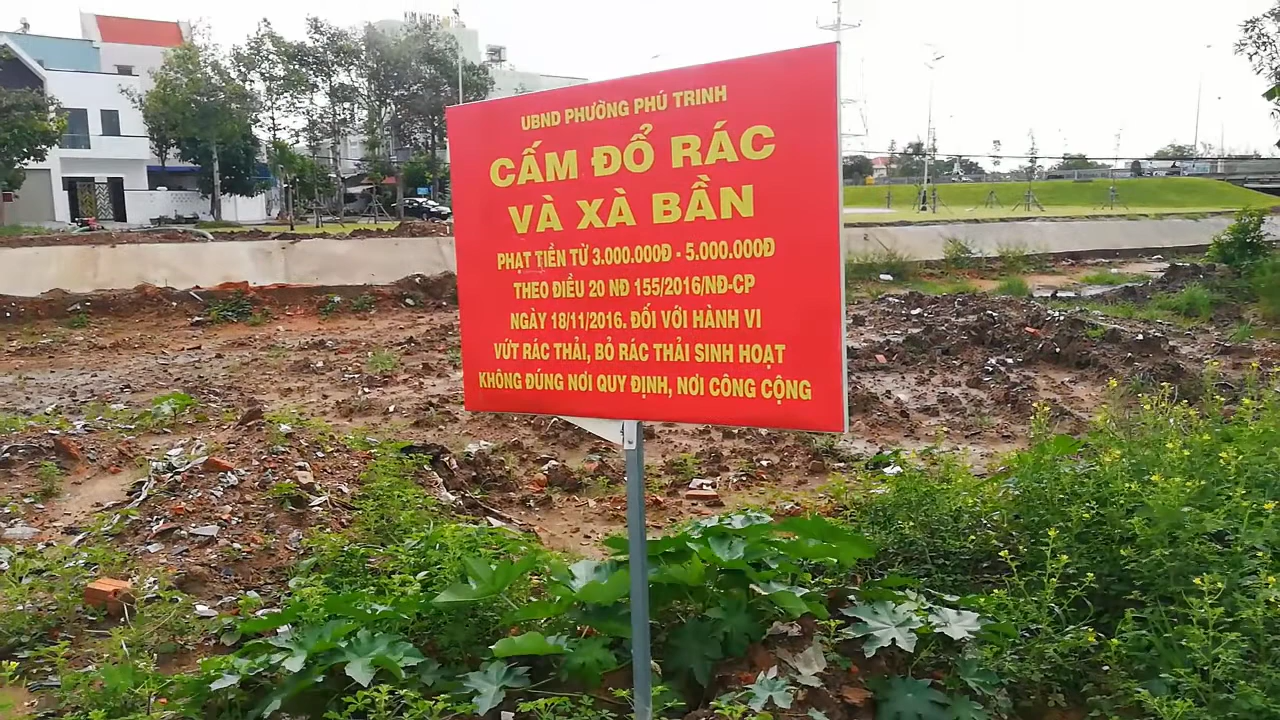 UBND PHƯỜNG PHÚ TRINH
CẤM ĐỔ RÁC
VÀ XÀ BẦN
PHẠT TIỀN TỪ 3.000.000Đ - 5.000.000Đ
THEO ĐIỀU 20 NĐ 155/2016/NĐ-CP
NGÀY 18/11/2016. ĐỐI VỚI HÀNH VI
VỨT RÁC THẢI, BỎ RÁC THẢI SINH HOẠT
KHÔNG ĐÚNG NƠI QUY ĐỊNH, NƠI CÔNG CỘNG